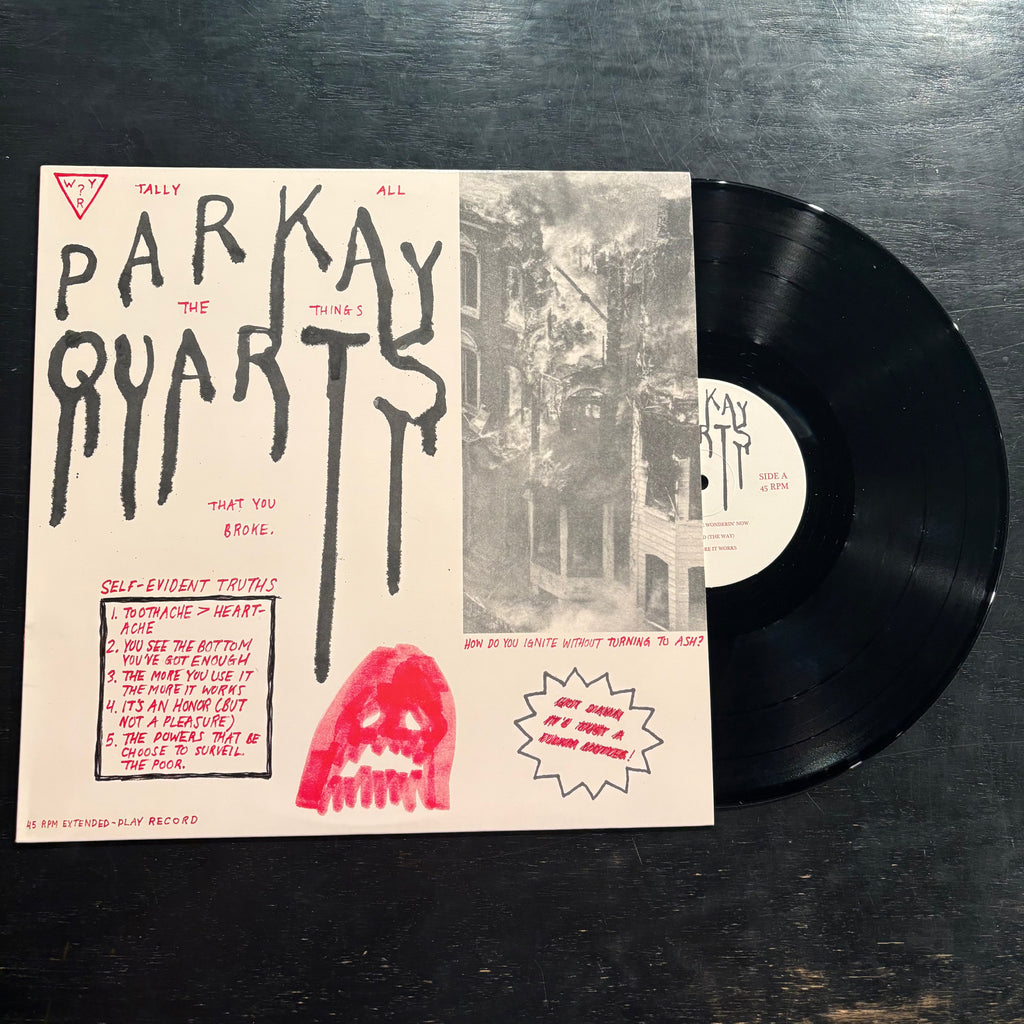 W ? Y
R
TALLY ALL
PARKAY
THE THINGS
QUARTS
THAT YOU
BROKE.
SELF-EVIDENT TRUTHS
1. TOOTHACHE > HEART-
ACHE
2. YOU SEE THE BOTTOM
YOU'VE GOT ENOUGH
3. THE MORE YOU USE IT
THE MORE IT WORKS
4. IT'S AN HONOR (BUT
NOT A PLEASURE)
5. THE POWERS THAT BE
CHOOSE TO SURVEIL
THE POOR.
45 RPM EXTENDED-PLAY RECORD
HOW DO YOU IGNITE WITHOUT TURNING TO ASH?
IT'S A
KAY
RTS
SIDE A
45 RPM
WONDERIN' NOW
(THE WAY)
IT WORKS